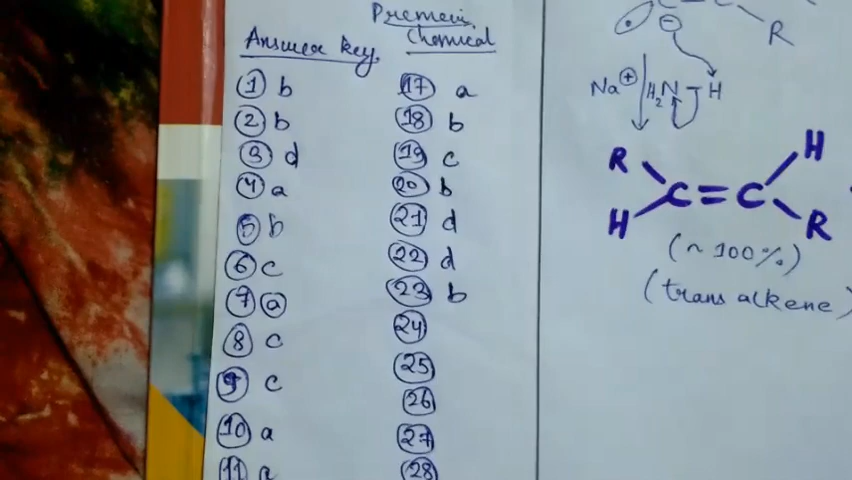 Answer key.
Chemical
① b
② b
③ d
④ a
⑤ b
⑥ c
⑦ ⓐ
⑧ c
⑨ c
⑩ a
⑪ a
⑰ a
⑱ b
⑲ c
⑳ b
㉑ d
㉒ d
㉓ b
㉔
㉕
㉖
㉗
㉘
⊖
R
Na⊕ H₂N – H
R H
C = C
H R
(~ 100%)
(trans alkene)